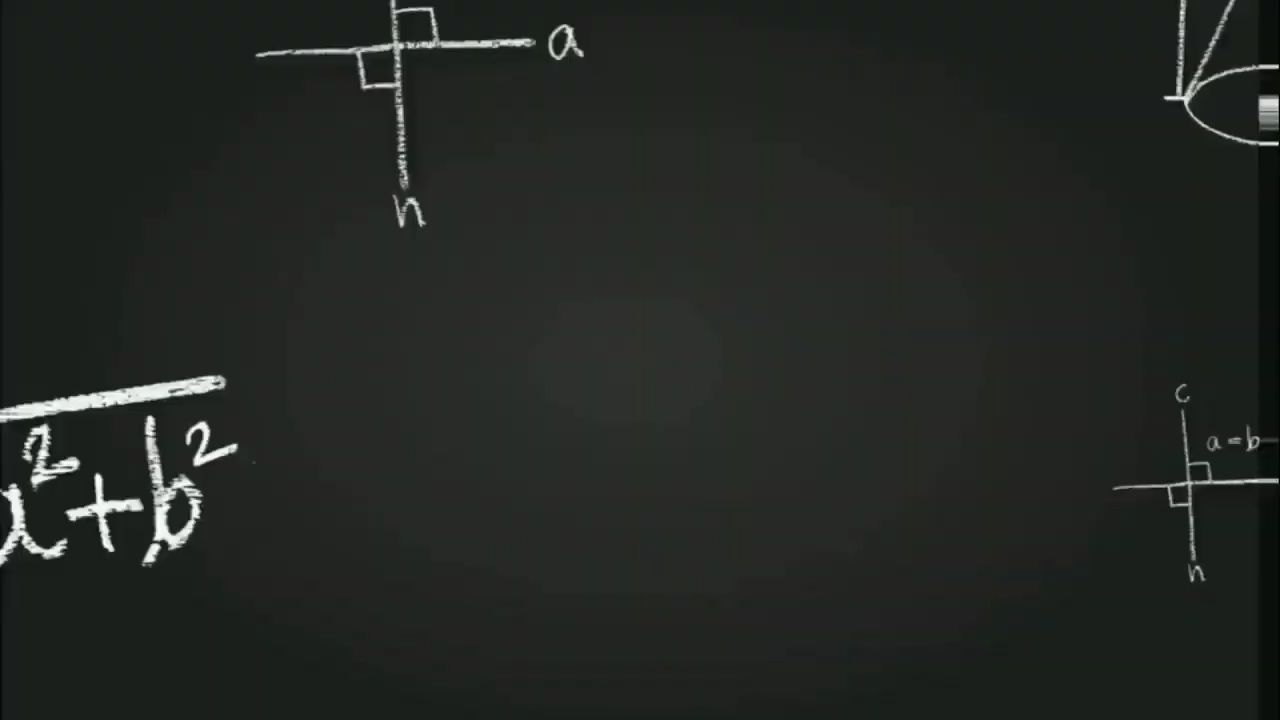 a
n
c
a = b
a² + b²
n